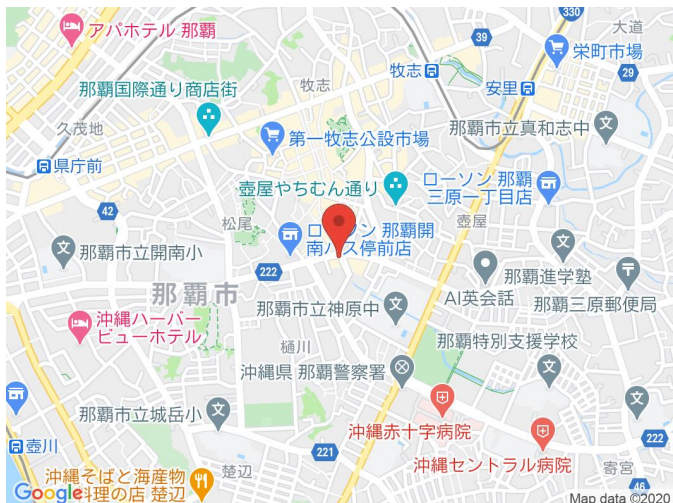 330
大道
アパホテル 那覇
39
栄町市場
222
牧志
牧志
安里
29
那覇国際通り商店街
久茂地
第一牧志公設市場
那覇市立真和志中
県庁前
壺屋やちむん通り
ローソン 那覇
三原一丁目店
42
松尾
ローソン 那覇開
南バス停前店
壺屋
那覇市立開南小
222
那覇進学塾
那覇市
AI英会話
那覇三原郵便局
那覇市立神原中
沖縄ハーバー
ビューホテル
樋川
那覇特別支援学校
沖縄県 那覇警察署
那覇市立城岳小
沖縄赤十字病院
壺川
221
222
沖縄セントラル病院
楚辺
寄宮
沖縄そばと海産物
料理の店 楚辺
46
Google
Map data ©2020